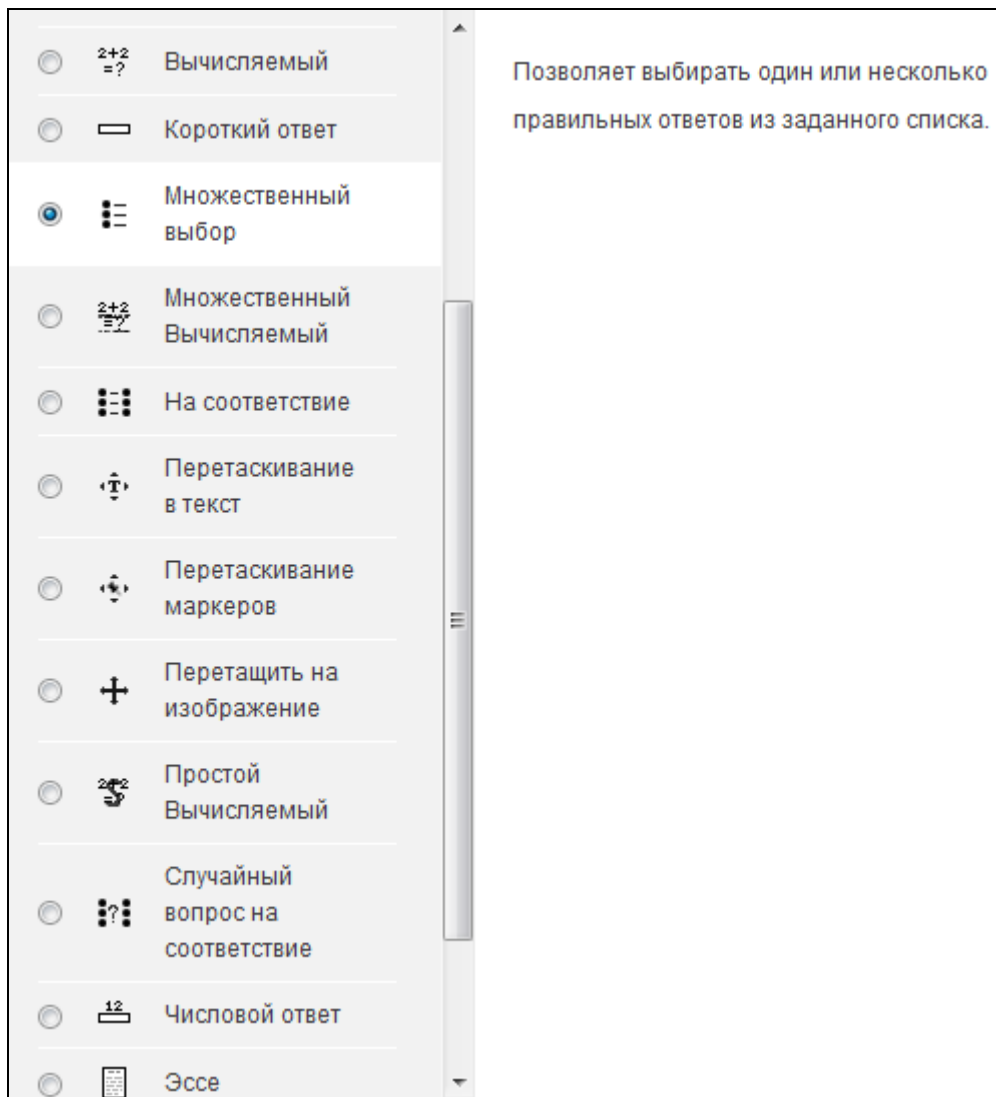 2+2
=?
Вычисляемый
Короткий ответ
Множественный
выбор
2+2
=?
Множественный
Вычисляемый
На соответствие
T
Перетаскивание
в текст
Перетаскивание
маркеров
Перетащить на
изображение
Простой
Вычисляемый
?
Случайный
вопрос на
соответствие
12
Числовой ответ
Эссе
Позволяет выбирать один или несколько
правильных ответов из заданного списка.